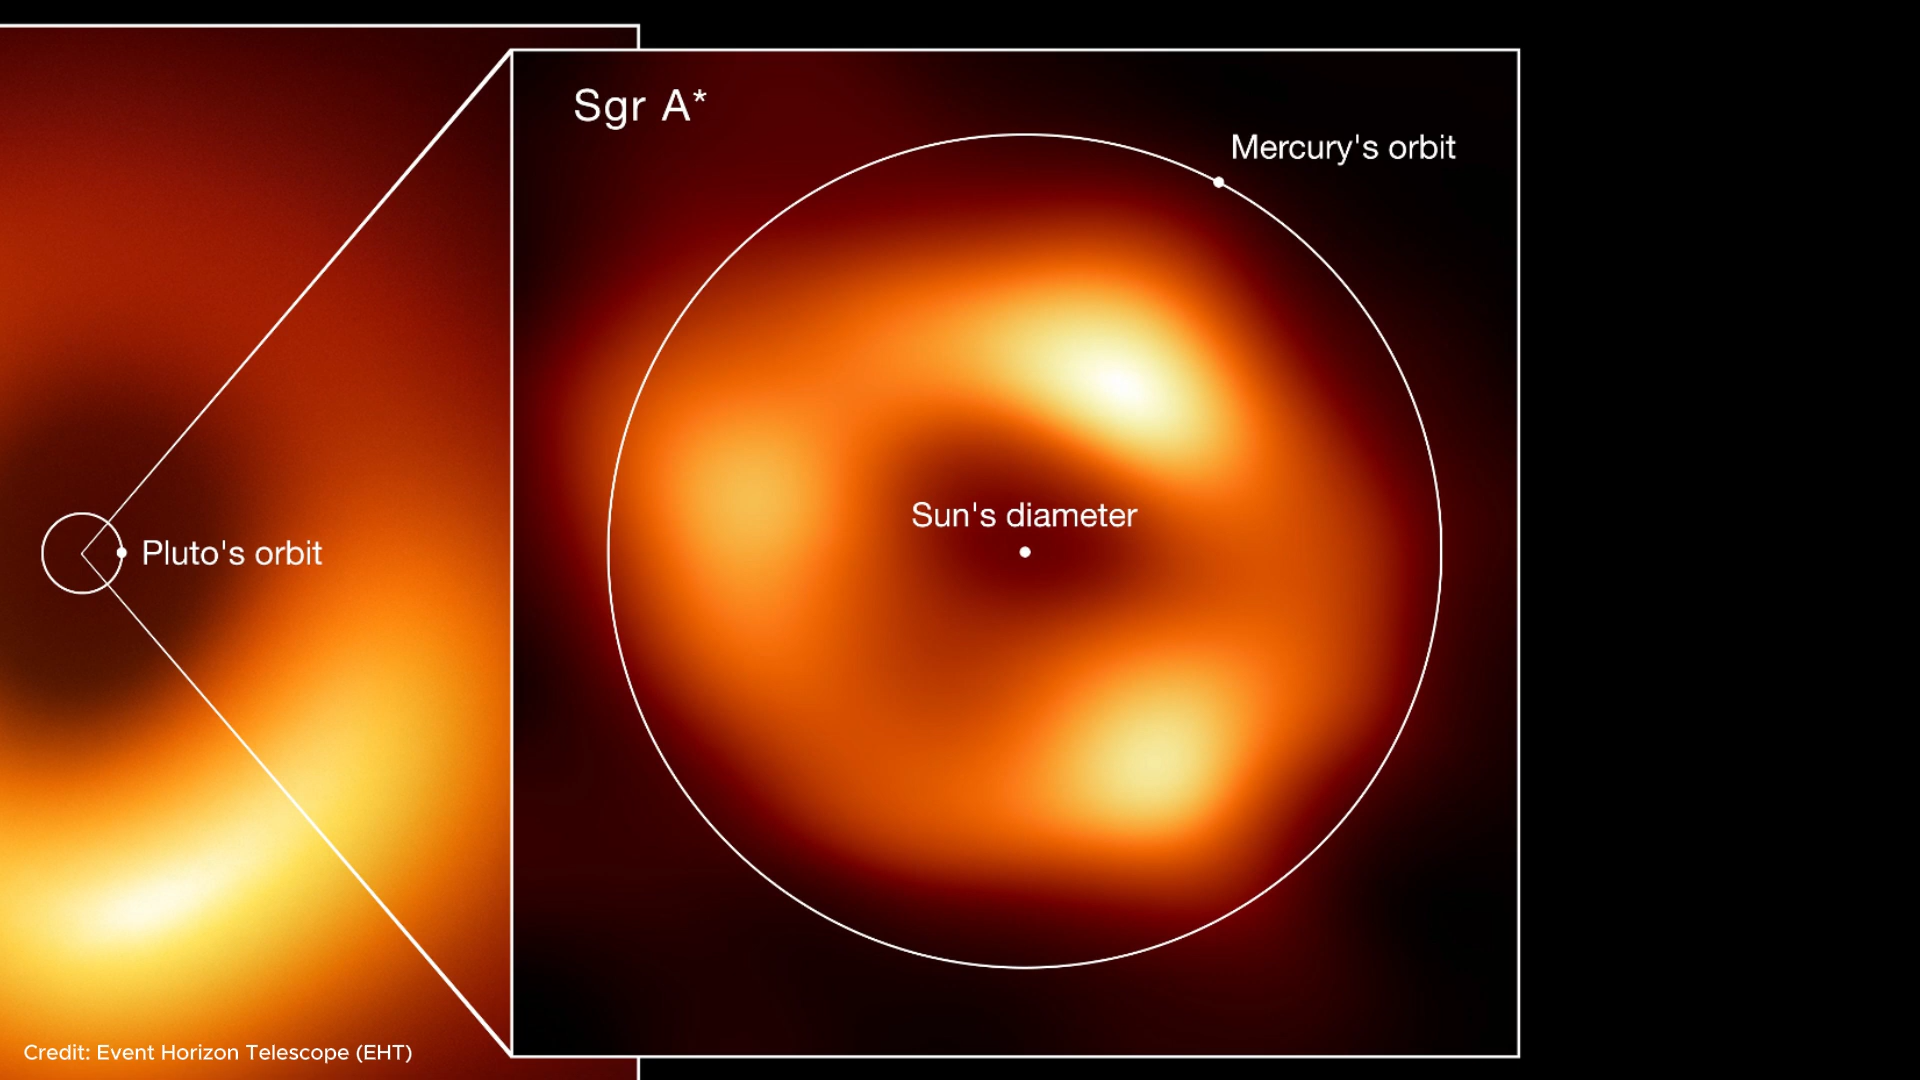 Sgr A*
Mercury's orbit
Sun's diameter
Pluto's orbit
Credit: Event Horizon Telescope (EHT)